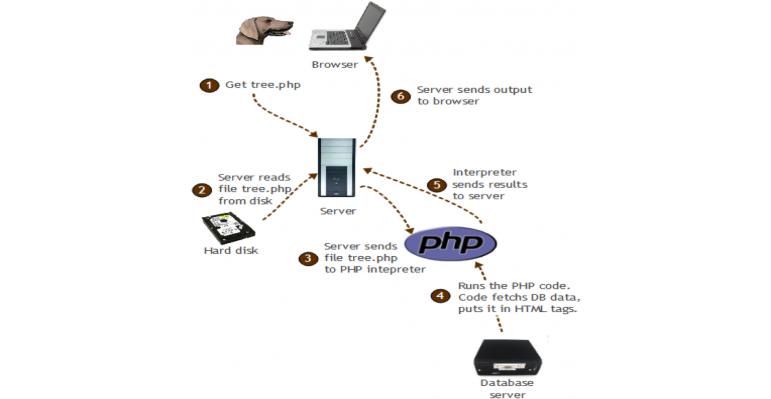 Browser
1 Get tree.php
6 Server sends output
to browser
2 Server reads
file tree.php
from disk
Server
5 Interpreter
sends results
to server
Hard disk
3 Server sends
file tree.php
to PHP intepreter
php
4 Runs the PHP code.
Code fetchs DB data,
puts it in HTML tags.
Database
server